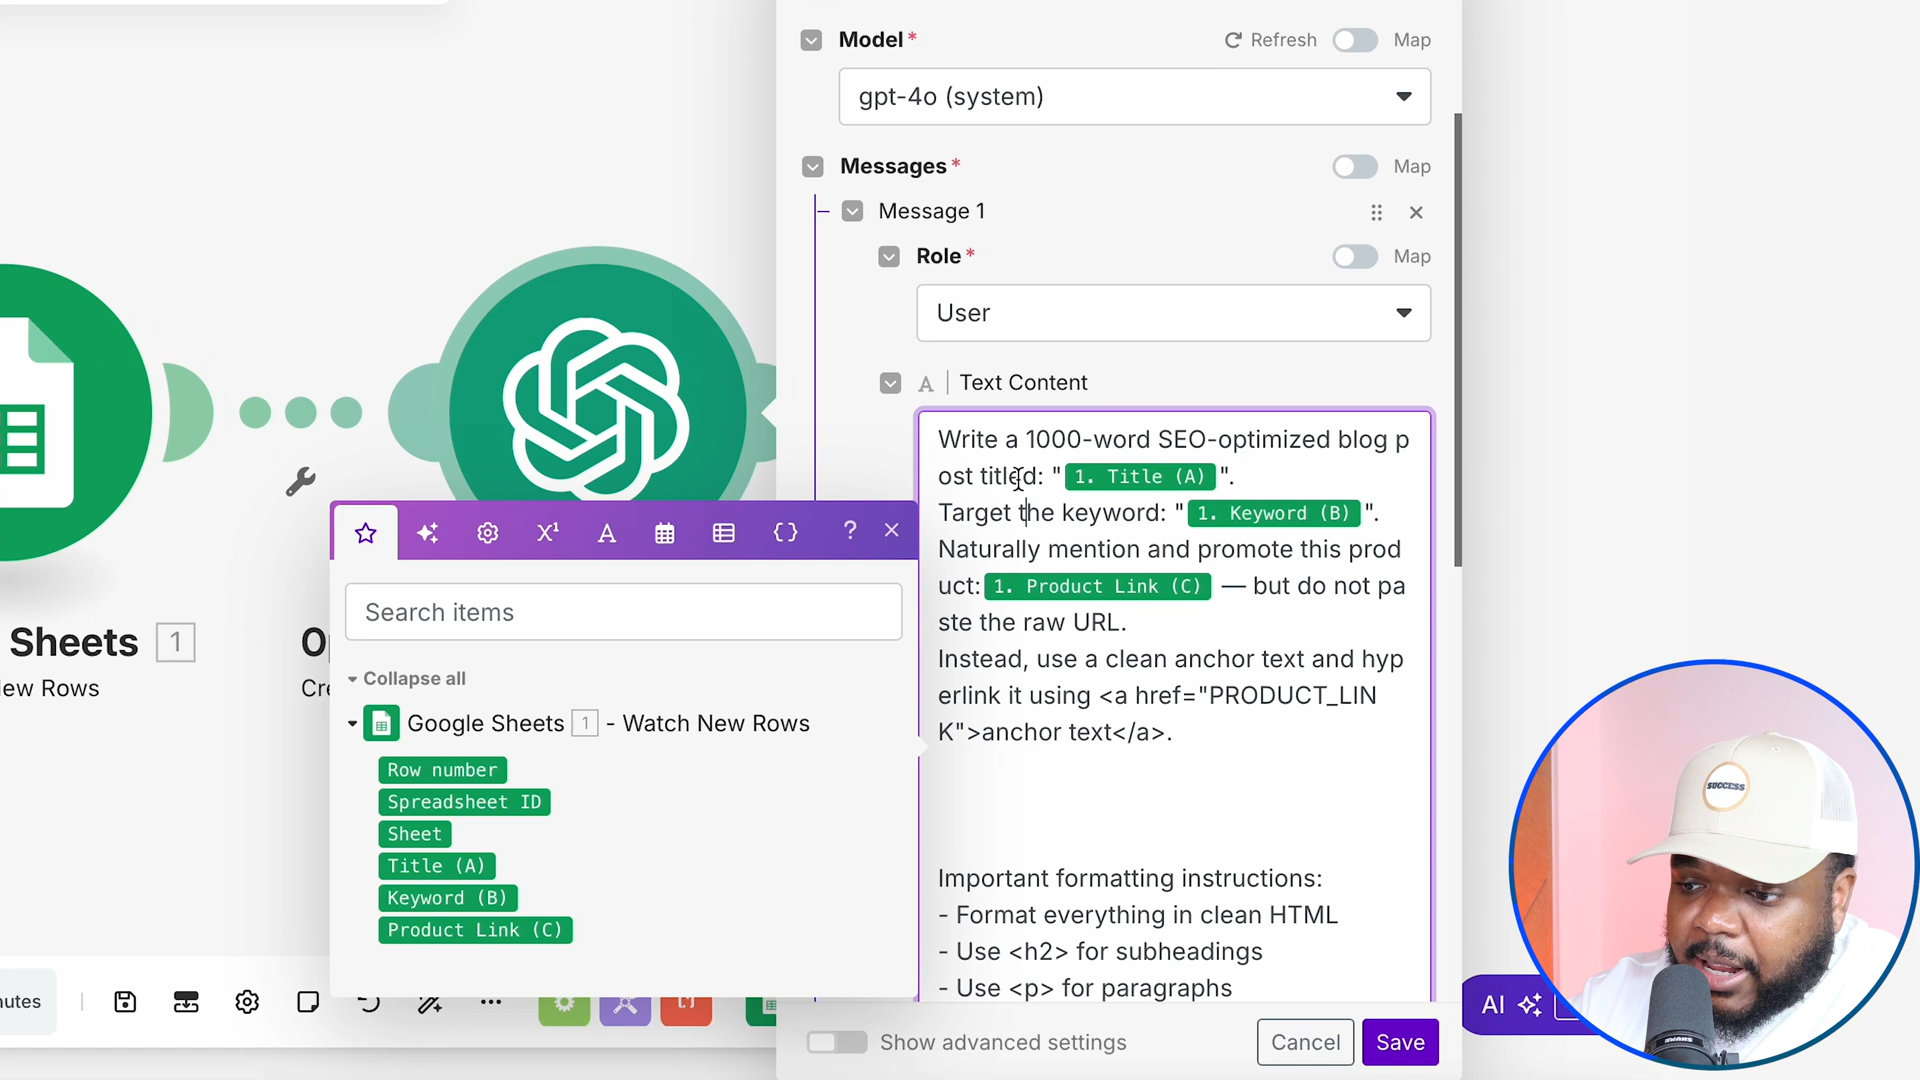 Model*
Refresh
Map
gpt-4o (system)
Messages*
Map
Message 1
Role*
Map
User
A | Text Content
Write a 1000-word SEO-optimized blog p
ost titled: " 1. Title (A) ".
Target the keyword: " 1. Keyword (B) ".
Naturally mention and promote this prod
uct: 1. Product Link (C) — but do not pa
ste the raw URL.
Instead, use a clean anchor text and hyp
erlink it using <a href="PRODUCT_LIN
K">anchor text</a>.
Important formatting instructions:
- Format everything in clean HTML
- Use <h2> for subheadings
- Use <p> for paragraphs
Show advanced settings
Cancel
Save
X¹
A
?
Search items
Collapse all
Google Sheets 1 - Watch New Rows
Row number
Spreadsheet ID
Sheet
Title (A)
Keyword (B)
Product Link (C)
Sheets 1
ew Rows
AI
SUCCESS